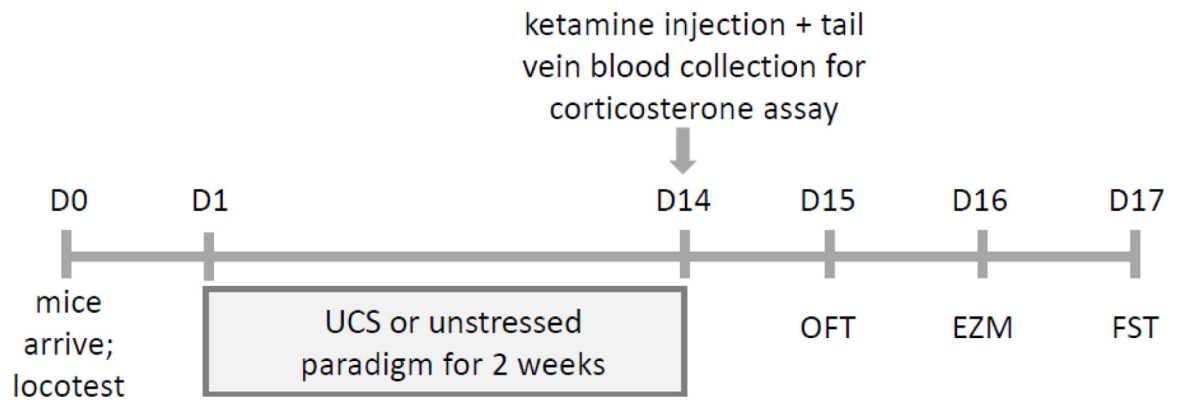 ketamine injection + tail
vein blood collection for
corticosterone assay
D0 D1 D14 D15 D16 D17
mice
arrive;
locotest
UCS or unstressed
paradigm for 2 weeks
OFT EZM FST